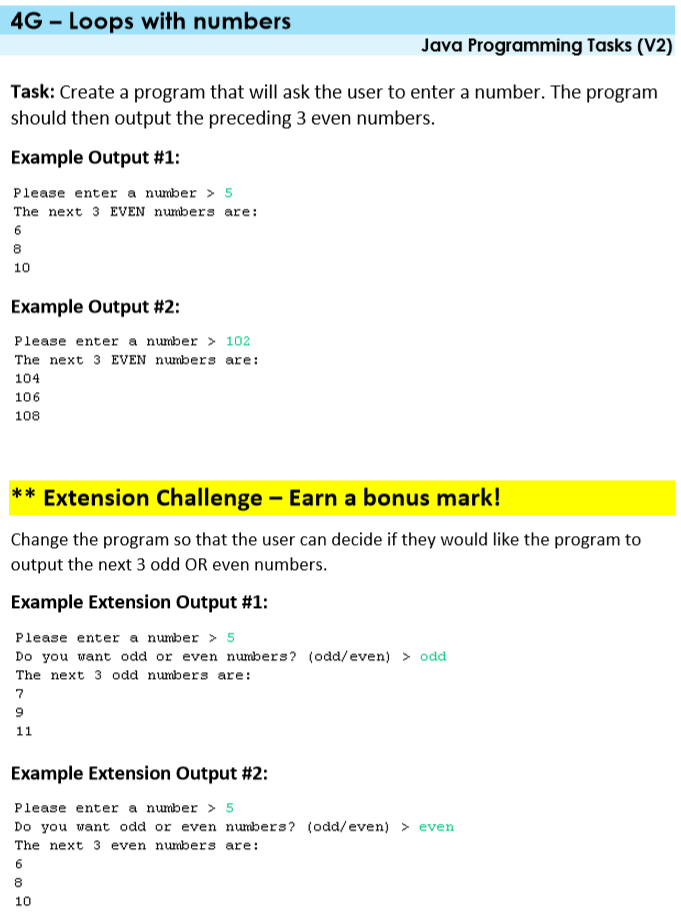 4G – Loops with numbers
Java Programming Tasks (V2)
Task: Create a program that will ask the user to enter a number. The program
should then output the preceding 3 even numbers.
Example Output #1:
Please enter a number > 5
The next 3 EVEN numbers are:
6
8
10
Example Output #2:
Please enter a number > 102
The next 3 EVEN numbers are:
104
106
108
** Extension Challenge – Earn a bonus mark!
Change the program so that the user can decide if they would like the program to
output the next 3 odd OR even numbers.
Example Extension Output #1:
Please enter a number > 5
Do you want odd or even numbers? (odd/even) > odd
The next 3 odd numbers are:
7
9
11
Example Extension Output #2:
Please enter a number > 5
Do you want odd or even numbers? (odd/even) > even
The next 3 even numbers are:
6
8
10